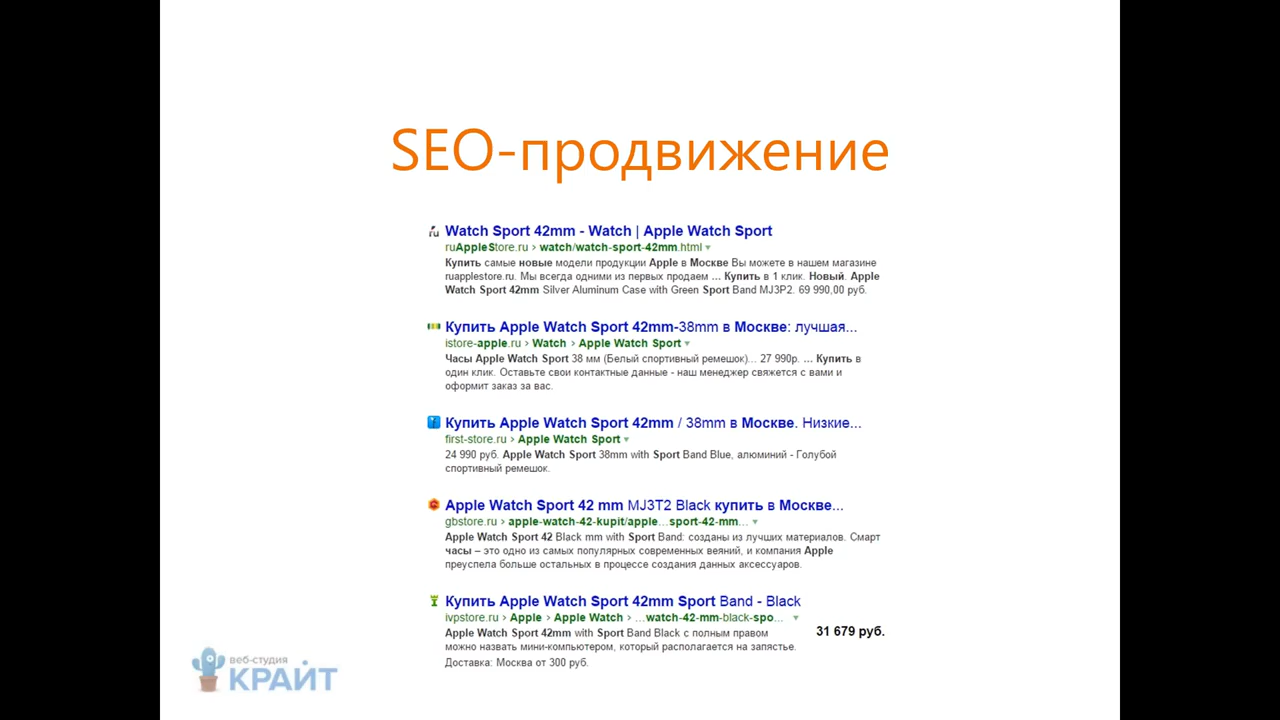 SEO-продвижение
Watch Sport 42mm - Watch | Apple Watch Sport
ruAppleStore.ru › watch/watch-sport-42mm.html
Купить самые новые модели продукции Apple в Москве Вы можете в нашем магазине
ruapplestore.ru. Мы всегда одними из первых продаем ... Купить в 1 клик. Новый. Apple
Watch Sport 42mm Silver Aluminum Case with Green Sport Band MJ3P2. 69 990,00 руб.
Купить Apple Watch Sport 42mm-38mm в Москве: лучшая...
istore-apple.ru › Watch › Apple Watch Sport
Часы Apple Watch Sport 38 мм (Белый спортивный ремешок)... 27 990р. ... Купить в
один клик. Оставьте свои контактные данные - наш менеджер свяжется с вами и
оформит заказ за вас.
Купить Apple Watch Sport 42mm / 38mm в Москве. Низкие...
first-store.ru › Apple Watch Sport
24 990 руб. Apple Watch Sport 38mm with Sport Band Blue, алюминий - Голубой
спортивный ремешок.
Apple Watch Sport 42 mm MJ3T2 Black купить в Москве...
gbstore.ru › apple-watch-42-kupit/apple...sport-42-mm...
Apple Watch Sport 42 Black mm with Sport Band: созданы из лучших материалов. Смарт
часы – это одно из самых популярных современных веяний, и компания Apple
преуспела больше остальных в процессе создания данных аксессуаров.
Купить Apple Watch Sport 42mm Sport Band - Black
ivpstore.ru › Apple › Apple Watch › ...watch-42-mm-black-spo...
Apple Watch Sport 42mm with Sport Band Black с полным правом
можно назвать мини-компьютером, который располагается на запястье.
Доставка: Москва от 300 руб.
31 679 руб.
веб-студия
КРАЙТ